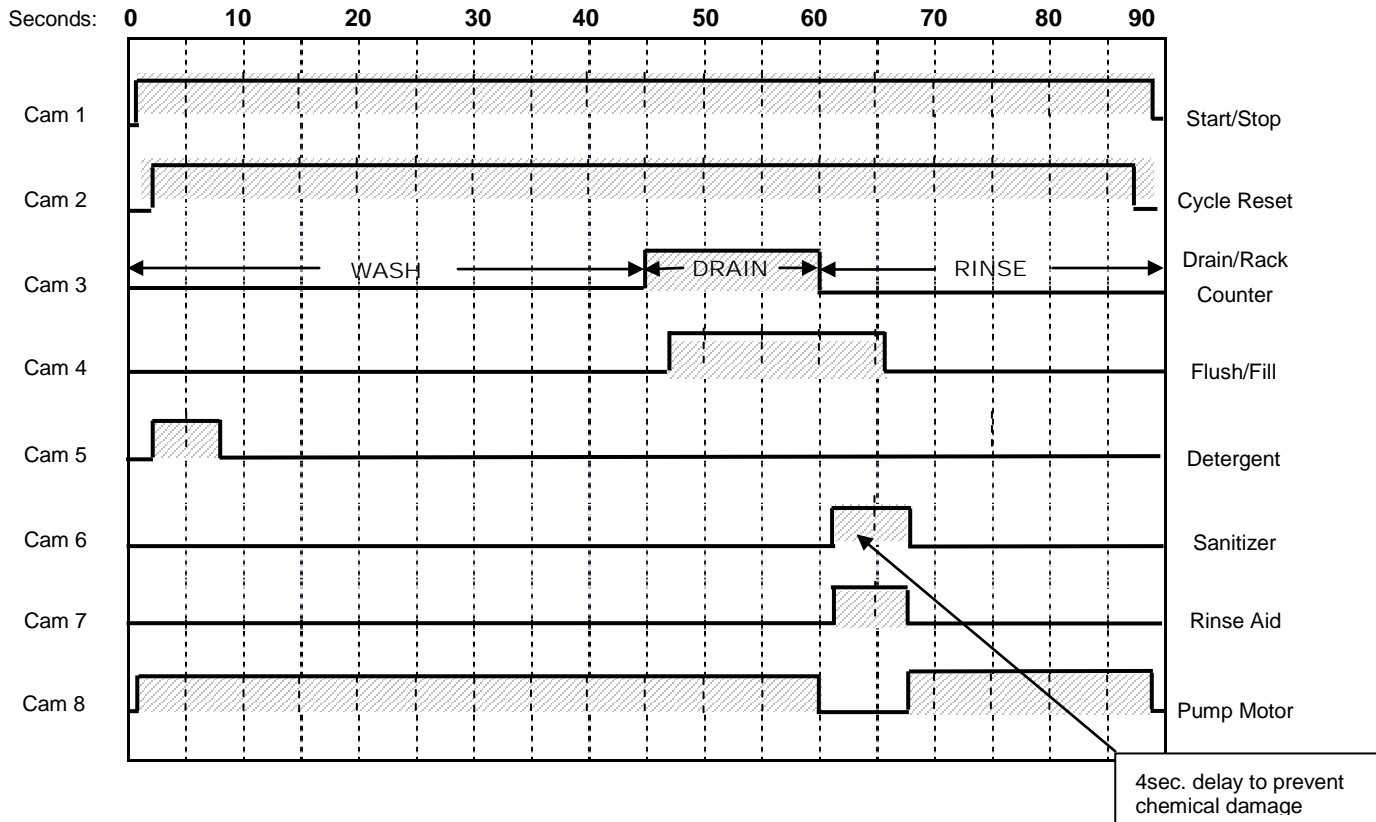 Seconds: 0 10 20 30 40 50 60 70 80 90
Cam 1 Start/Stop
Cam 2 Cycle Reset
Cam 3 WASH DRAIN RINSE Drain/Rack
Counter
Cam 4 Flush/Fill
Cam 5 Detergent
Cam 6 Sanitizer
Cam 7 Rinse Aid
Cam 8 Pump Motor
4sec. delay to prevent
chemical damage